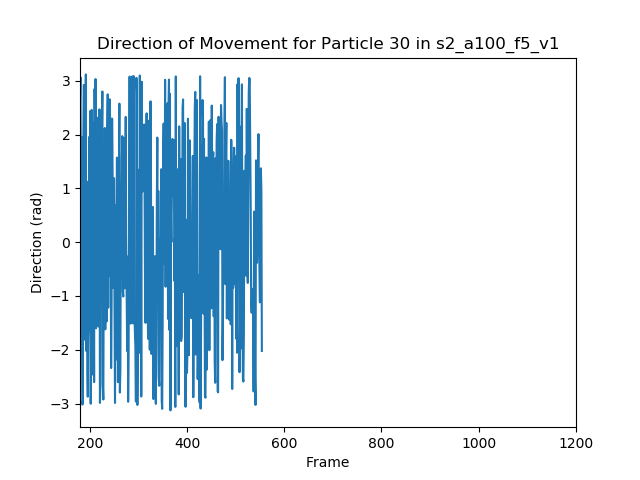 Direction of Movement for Particle 30 in s2_a100_f5_v1
3
2
1
0
−1
−2
−3
Direction (rad)
200 400 600 800 1000 1200
Frame